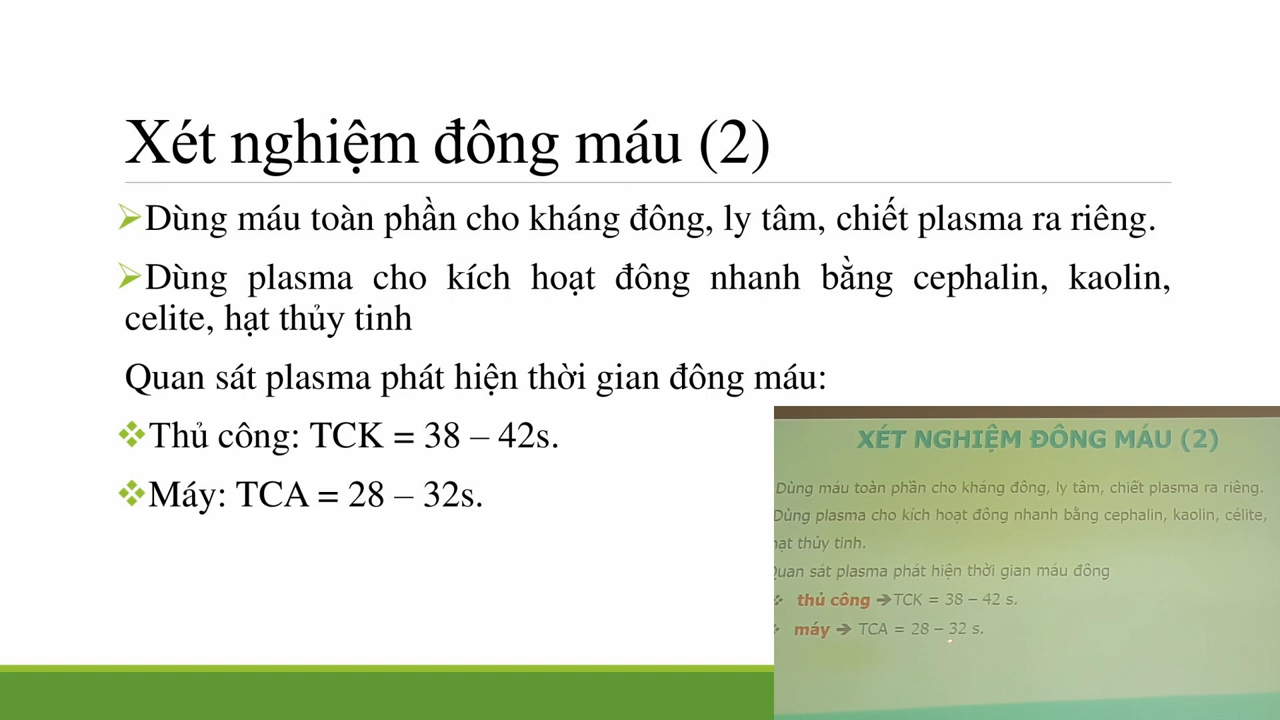 Xét nghiệm đông máu (2)
Dùng máu toàn phần cho kháng đông, ly tâm, chiết plasma ra riêng.
Dùng plasma cho kích hoạt đông nhanh bằng cephalin, kaolin,
celite, hạt thủy tinh
Quan sát plasma phát hiện thời gian đông máu:
Thủ công: TCK = 38 – 42s.
Máy: TCA = 28 – 32s.
XÉT NGHIỆM ĐÔNG MÁU (2)
Dùng máu toàn phần cho kháng đông, ly tâm, chiết plasma ra riêng.
Dùng plasma cho kích hoạt đông nhanh bằng cephalin, kaolin, célite,
hạt thủy tinh.
Quan sát plasma phát hiện thời gian máu đông
thủ công ➔TCK = 38 – 42 s.
máy ➔ TCA = 28 – 32 s.